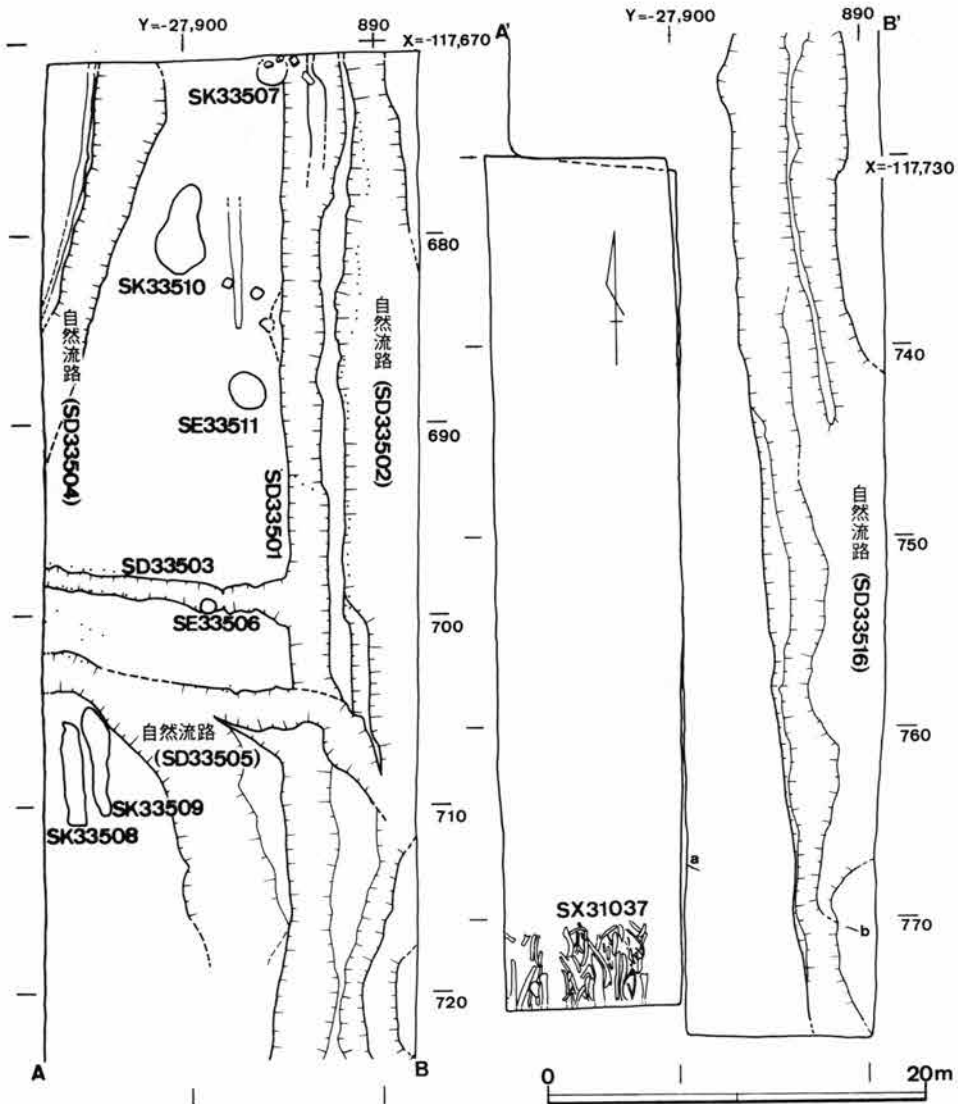 Y=-27,900
890
X=-117,670
SK33507
680
SK33510
自然流路(SD33504)
自然流路(SD33502)
SE33511
690
SD33501
SD33503
SE33506
700
自然流路
(SD33505)
SK33509
SK33508
710
720
A
B
A'
Y=-27,900
890
B'
X=-117,730
740
750
自然流路(SD33516)
760
a
SX31037
b
770
0
20m